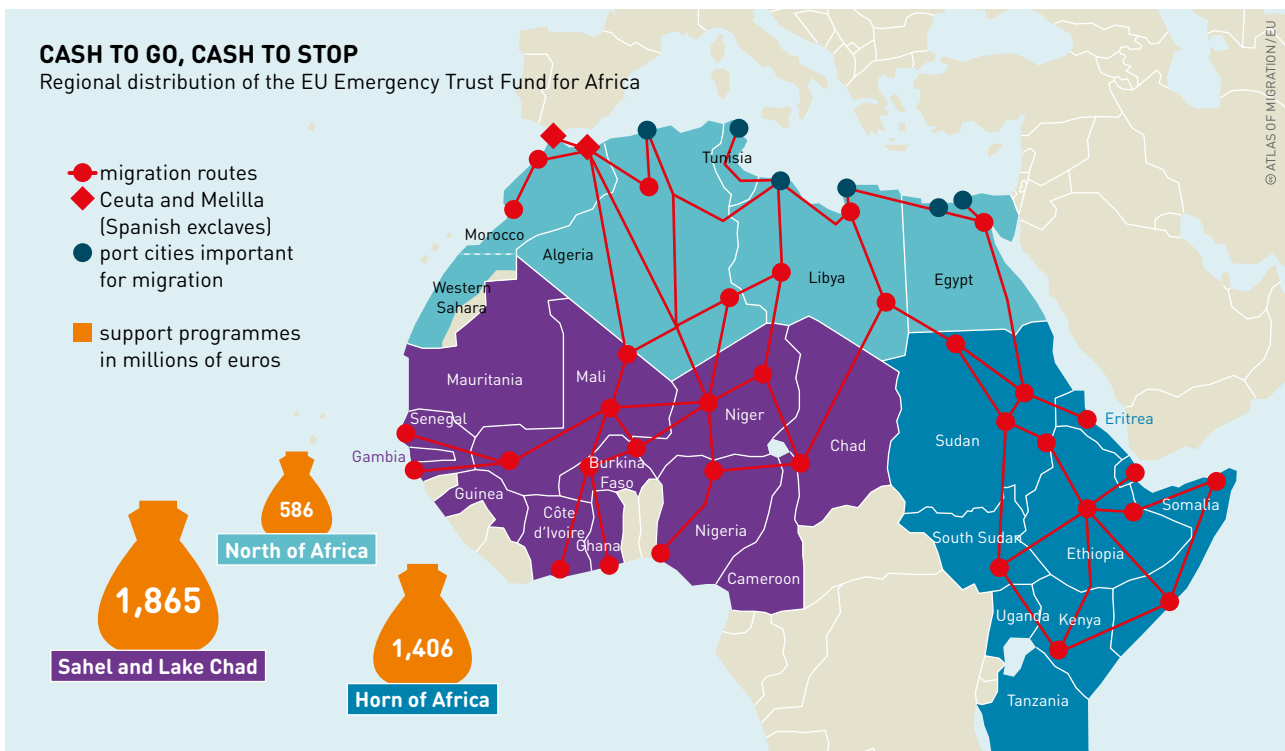 CASH TO GO, CASH TO STOP
Regional distribution of the EU Emergency Trust Fund for Africa
migration routes
Ceuta and Melilla
(Spanish exclaves)
port cities important
for migration
support programmes
in millions of euros
Morocco
Western
Sahara
Algeria
Tunisia
Libya
Egypt
Mauritania
Mali
Niger
Chad
Sudan
Eritrea
Senegal
Gambia
Guinea
Burkina
Faso
Côte
d'Ivoire
Ghana
Nigeria
Cameroon
South Sudan
Ethiopia
Somalia
Uganda
Kenya
Tanzania
586
North of Africa
1,865
Sahel and Lake Chad
1,406
Horn of Africa
© ATLAS OF MIGRATION / EU